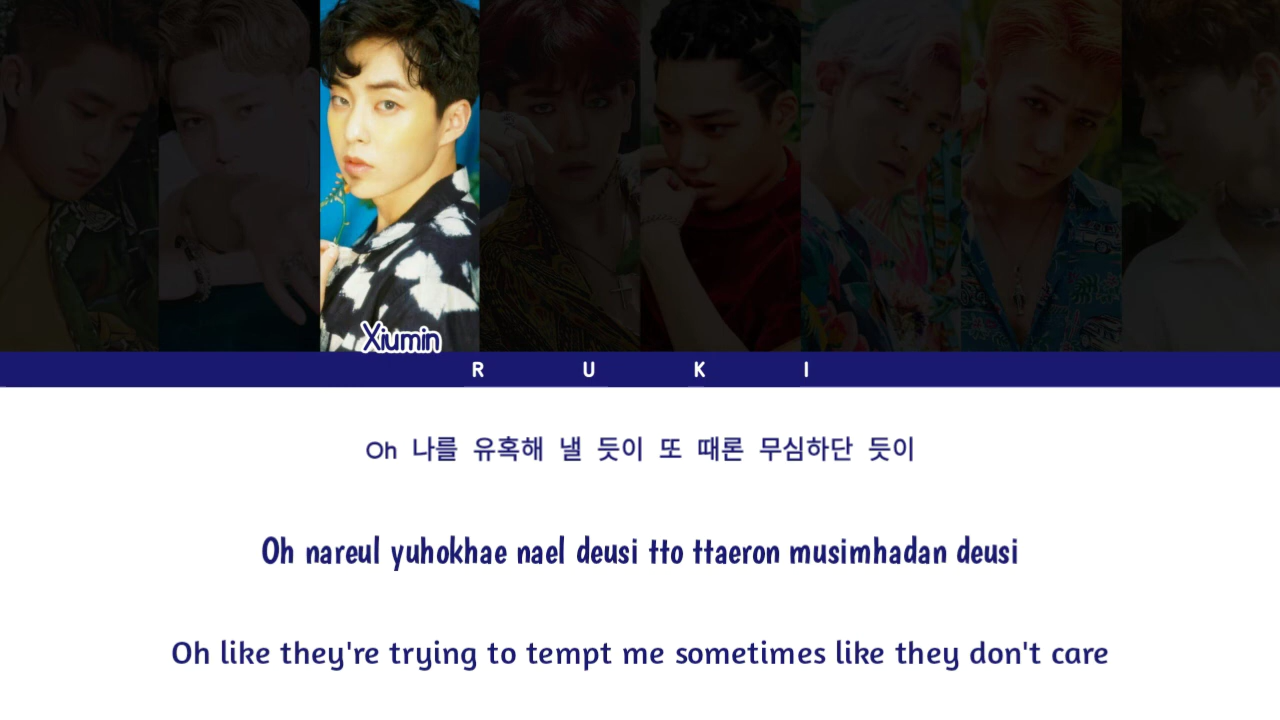 Xiumin
R U K I
Oh 나를 유혹해 낼 듯이 또 때론 무심하단 듯이
Oh nareul yuhokhae nael deusi tto ttaeron musimhadan deusi
Oh like they're trying to tempt me sometimes like they don't care